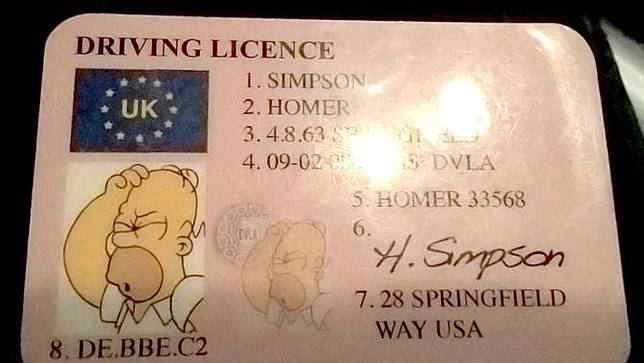 DRIVING LICENCE
UK
1. SIMPSON
2. HOMER
3. 4.8.63
4. 09-02 DVLA
5. HOMER 33568
6.
H. Simpson
DVLA
7. 28 SPRINGFIELD
WAY USA
8. DE.BBE.C2